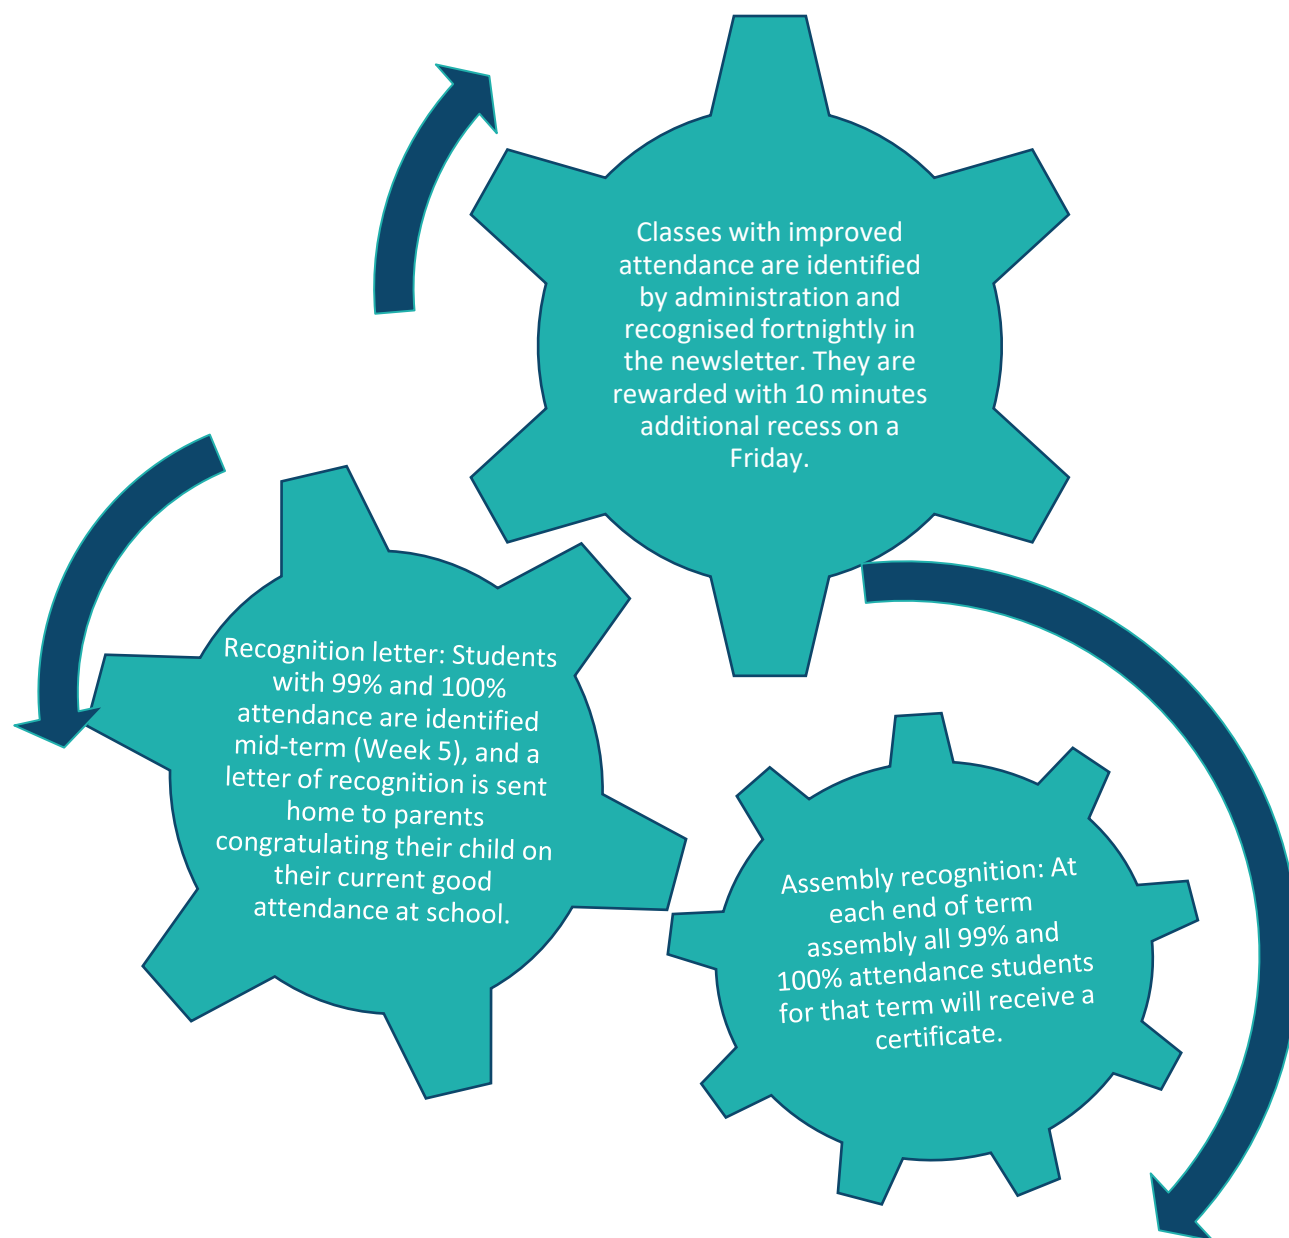 Classes with improved
attendance are identified
by administration and
recognised fortnightly in
the newsletter. They are
rewarded with 10 minutes
additional recess on a
Friday.
Recognition letter: Students
with 99% and 100%
attendance are identified
mid-term (Week 5), and a
letter of recognition is sent
home to parents
congratulating their child on
their current good
attendance at school.
Assembly recognition: At
each end of term
assembly all 99% and
100% attendance students
for that term will receive a
certificate.